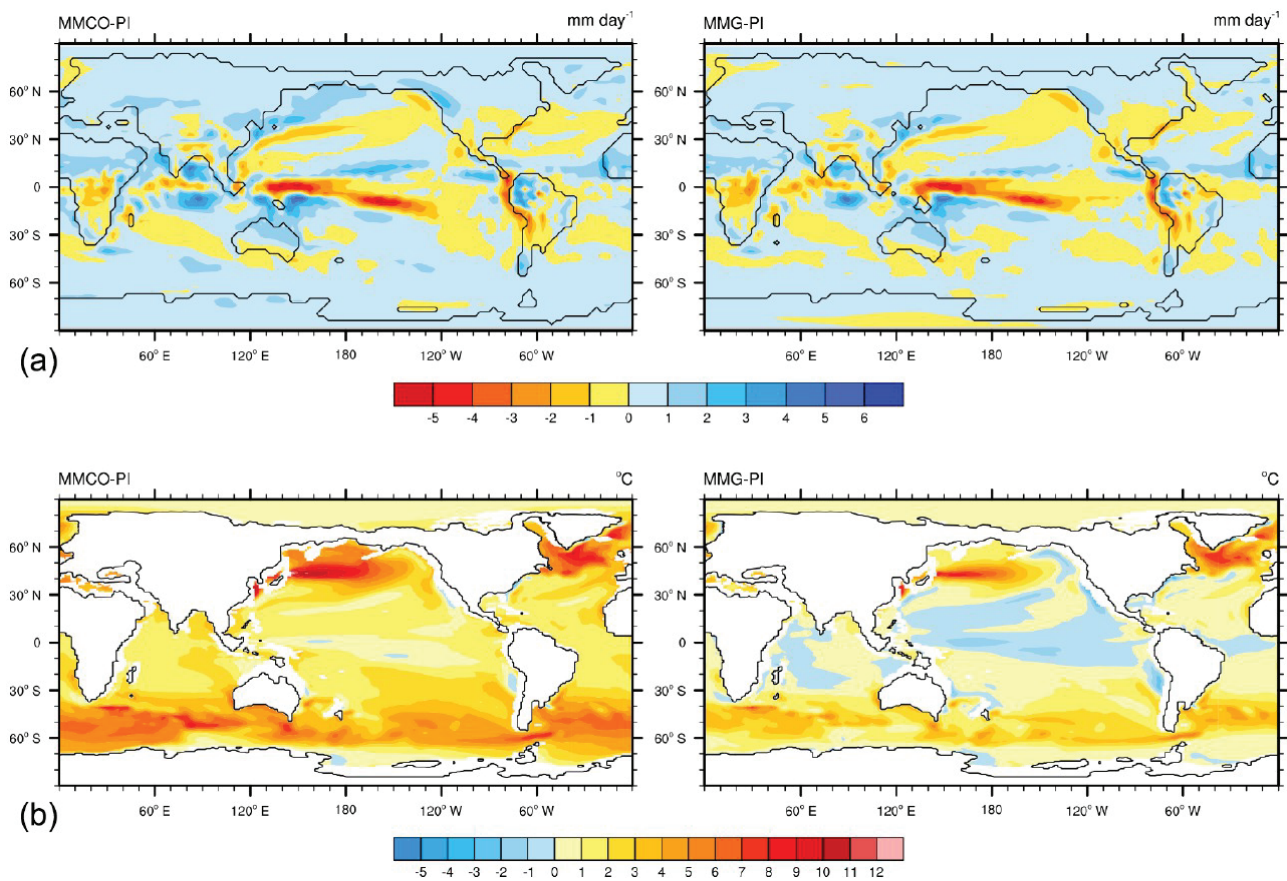 MMCO-PI mm day⁻¹ MMG-PI mm day⁻¹
60° N 60° N
30° N 30° N
0 0
30° S 30° S
60° S 60° S
60° E 120° E 180 120° W 60° W 60° E 120° E 180 120° W 60° W
(a)
-5 -4 -3 -2 -1 0 1 2 3 4 5 6
MMCO-PI °C MMG-PI °C
60° N 60° N
30° N 30° N
0 0
30° S 30° S
60° S 60° S
60° E 120° E 180 120° W 60° W 60° E 120° E 180 120° W 60° W
(b)
-5 -4 -3 -2 -1 0 1 2 3 4 5 6 7 8 9 10 11 12